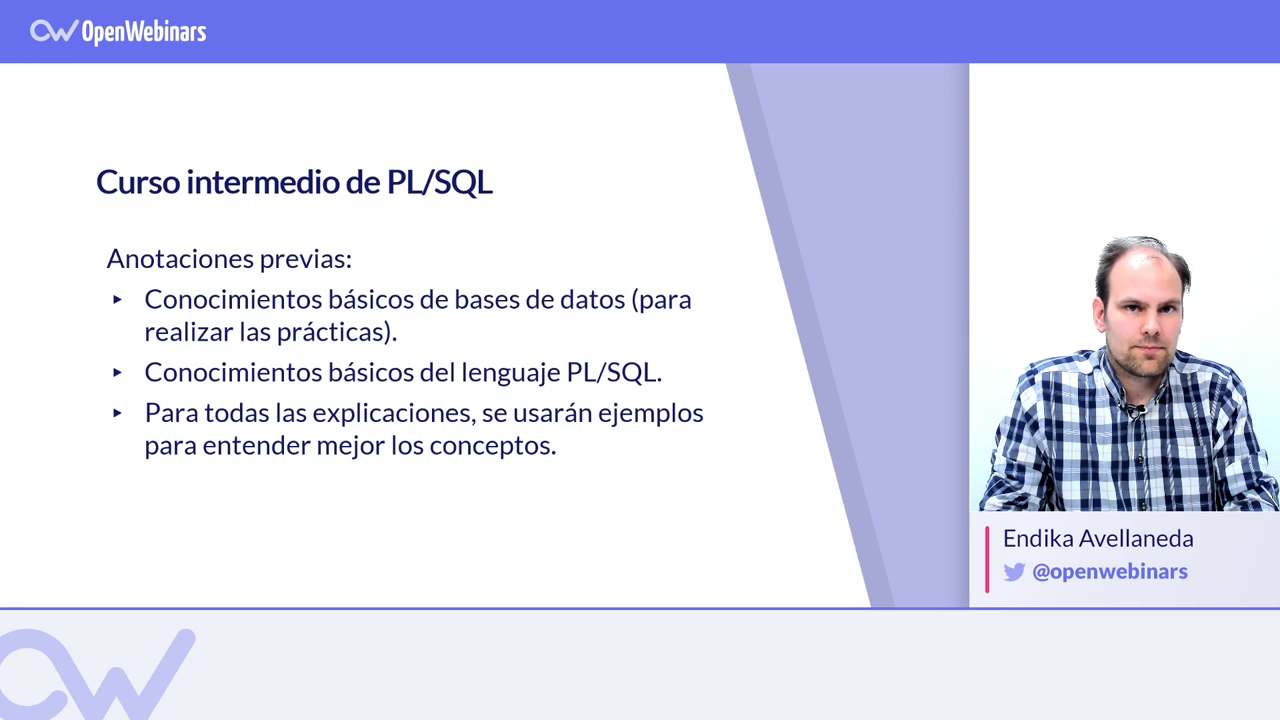 OpenWebinars
Curso intermedio de PL/SQL
Anotaciones previas:
▸ Conocimientos básicos de bases de datos (para
realizar las prácticas).
▸ Conocimientos básicos del lenguaje PL/SQL.
▸ Para todas las explicaciones, se usarán ejemplos
para entender mejor los conceptos.
Endika Avellaneda
@openwebinars